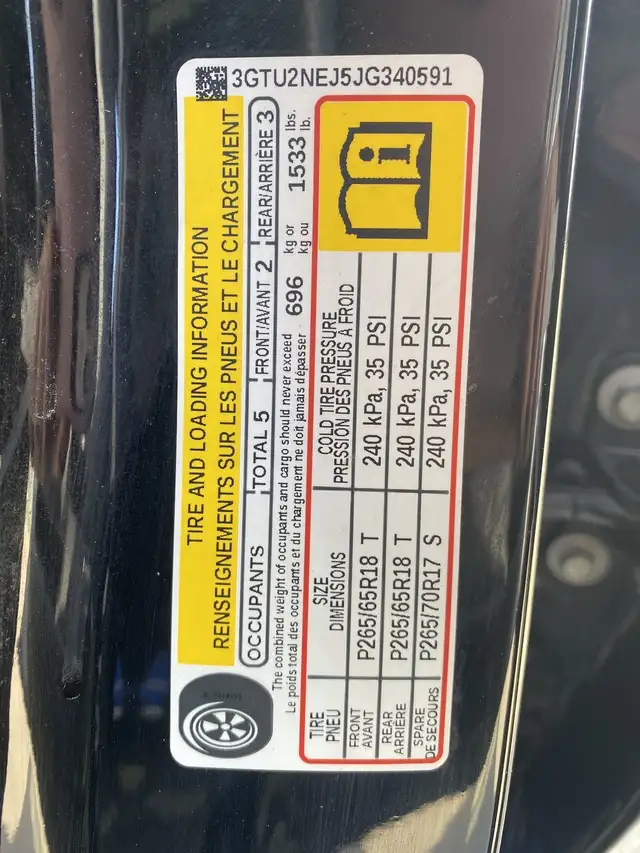 3GTU2NEJ5JG340591
TIRE AND LOADING INFORMATION
RENSEIGNEMENTS SUR LES PNEUS ET LE CHARGEMENT
OCCUPANTS TOTAL 5 FRONT/AVANT 2 REAR/ARRIÈRE 3
The combined weight of occupants and cargo should never exceed 696 kg or 1533 lbs.
Le poids total des occupants et du chargement ne doit jamais dépasser 696 kg ou 1533 lb.
TIRE SIZE COLD TIRE PRESSURE
PNEU DIMENSIONS PRESSION DES PNEUS À FROID
FRONT
AVANT P265/65R18 T 240 kPa, 35 PSI
REAR
ARRIÈRE P265/65R18 T 240 kPa, 35 PSI
SPARE
DE SECOURS P265/70R17 S 240 kPa, 35 PSI